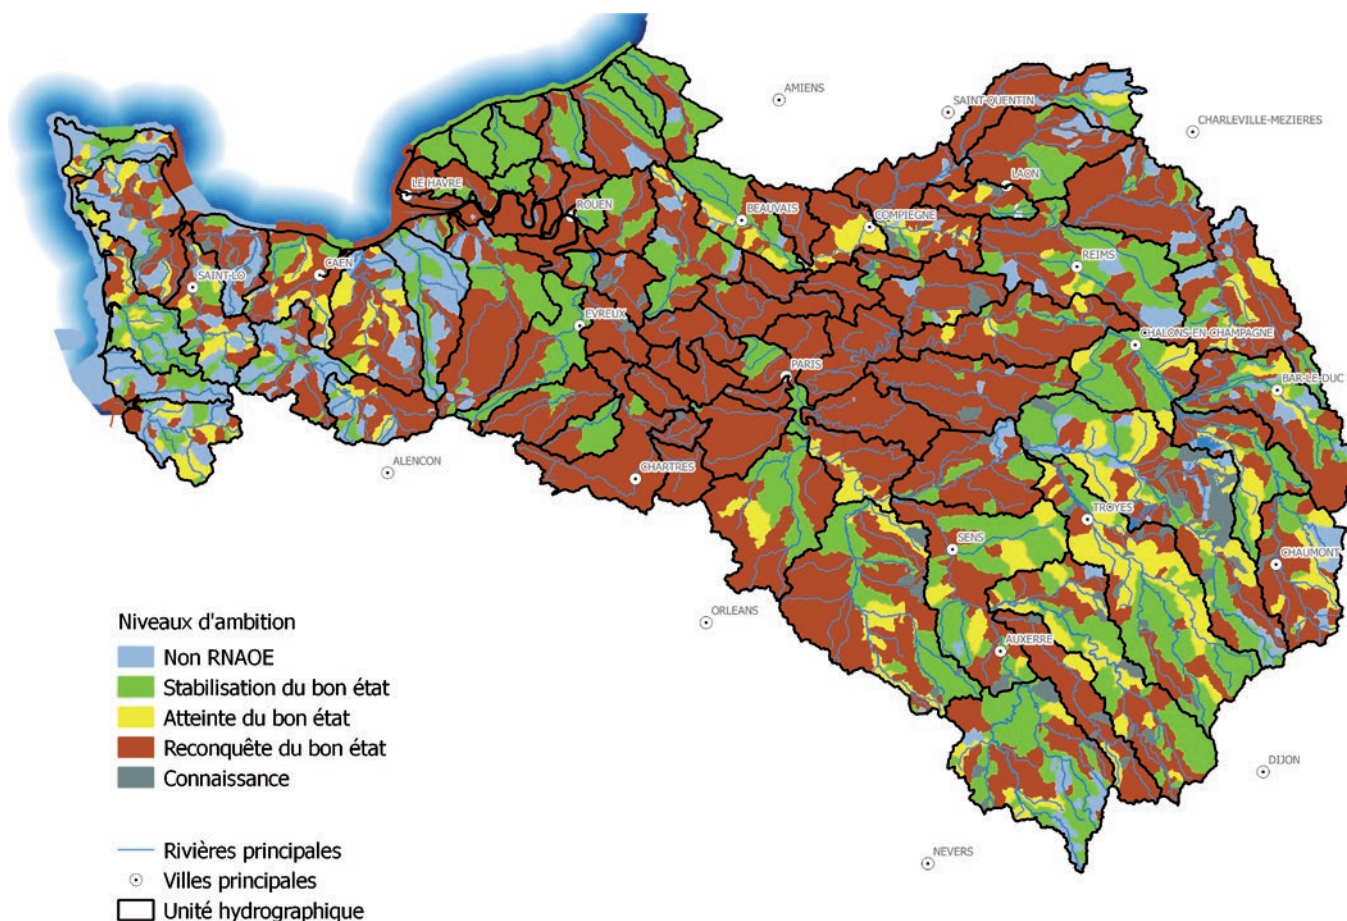 AMIENS
SAINT-QUENTIN
CHARLEVILLE-MEZIERES
LAON
LE HAVRE
ROUEN
BEAUVAIS
COMPIEGNE
REIMS
CAEN
SAINT-LO
EVREUX
CHALONS-EN-CHAMPAGNE
PARIS
BAR-LE-DUC
ALENCON
CHARTRES
TROYES
SENS
CHAUMONT
ORLEANS
AUXERRE
DIJON
NEVERS
Niveaux d'ambition
Non RNAOE
Stabilisation du bon état
Atteinte du bon état
Reconquête du bon état
Connaissance
Rivières principales
Villes principales
Unité hydrographique